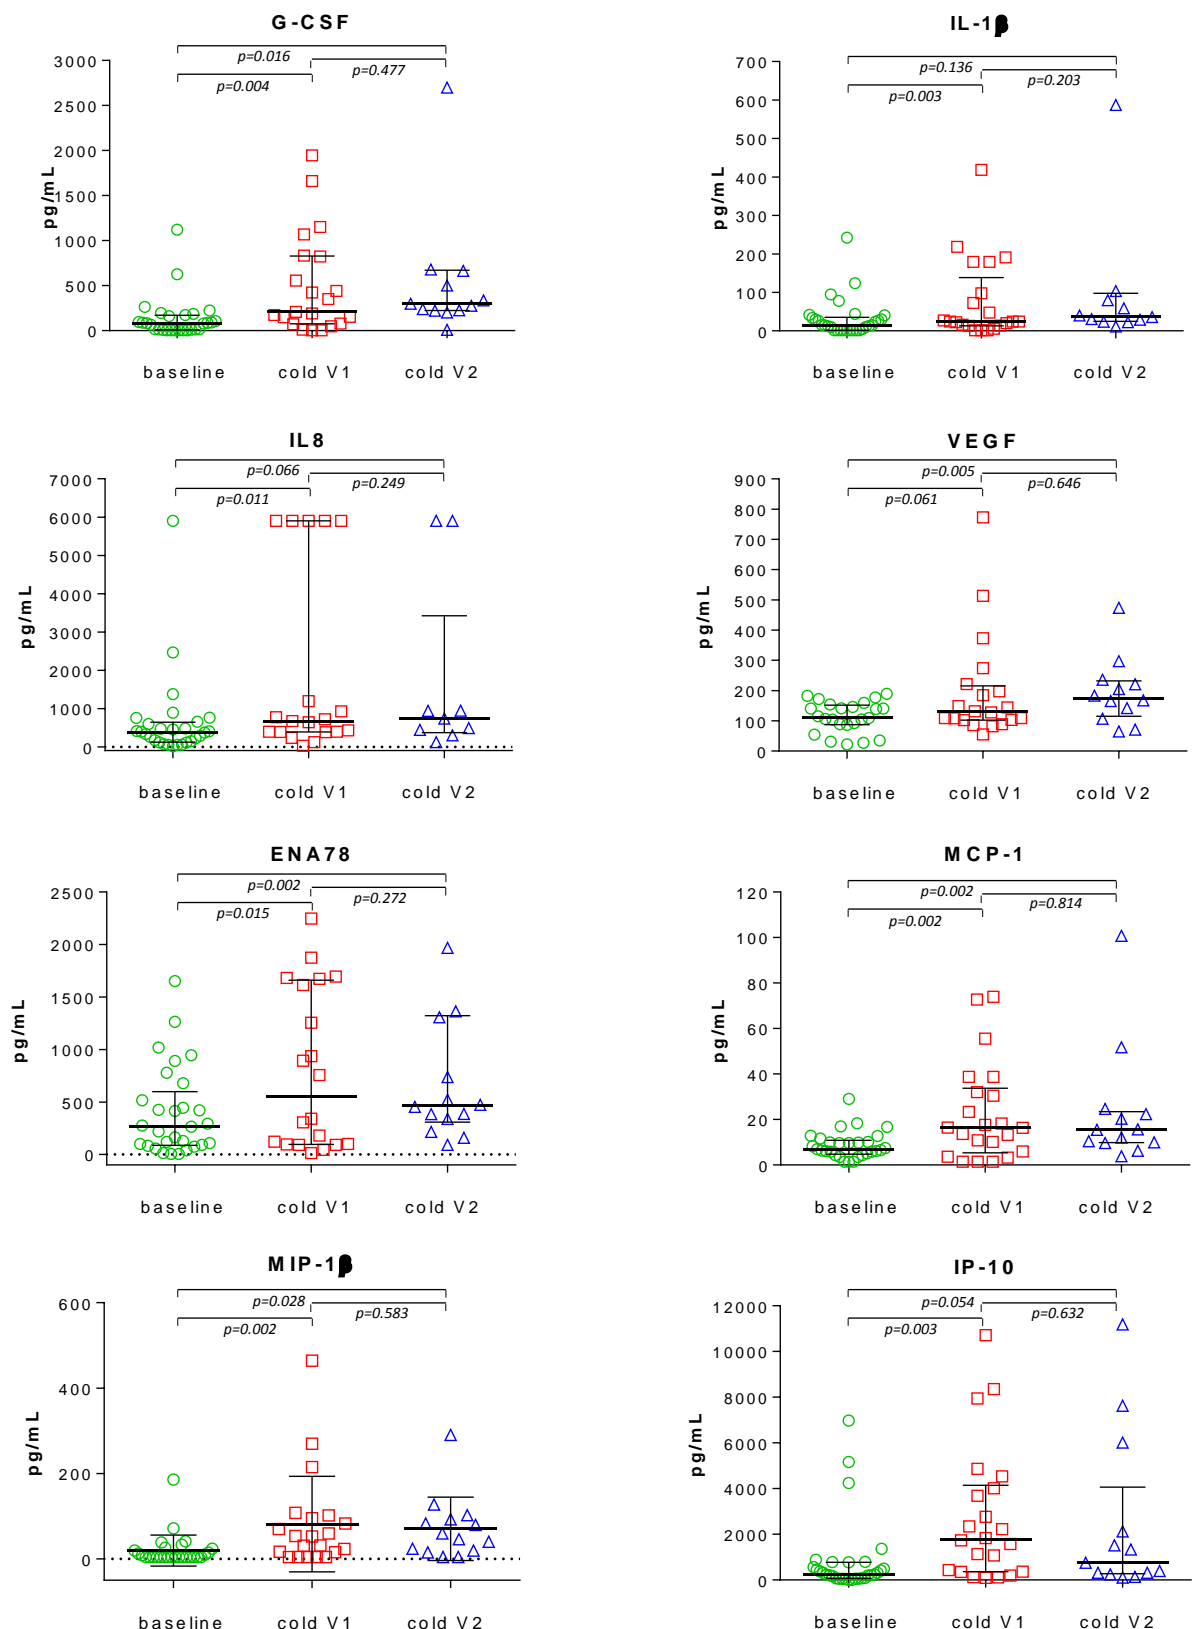 G-CSF
p=0.016
p=0.477
p=0.004
3000
2500
2000
1500
1000
500
0
pg/mL
baseline cold V1 cold V2
IL-1β
p=0.136
p=0.203
p=0.003
700
600
500
400
300
200
100
0
pg/mL
baseline cold V1 cold V2
IL8
p=0.066
p=0.249
p=0.011
7000
6000
5000
4000
3000
2000
1000
0
pg/mL
baseline cold V1 cold V2
VEGF
p=0.005
p=0.646
p=0.061
900
800
700
600
500
400
300
200
100
0
pg/mL
baseline cold V1 cold V2
ENA78
p=0.002
p=0.272
p=0.015
2500
2000
1500
1000
500
0
pg/mL
baseline cold V1 cold V2
MCP-1
p=0.002
p=0.814
p=0.002
120
100
80
60
40
20
0
pg/mL
baseline cold V1 cold V2
MIP-1β
p=0.028
p=0.583
p=0.002
600
400
200
0
pg/mL
baseline cold V1 cold V2
IP-10
p=0.054
p=0.632
p=0.003
12000
10000
8000
6000
4000
2000
0
pg/mL
baseline cold V1 cold V2